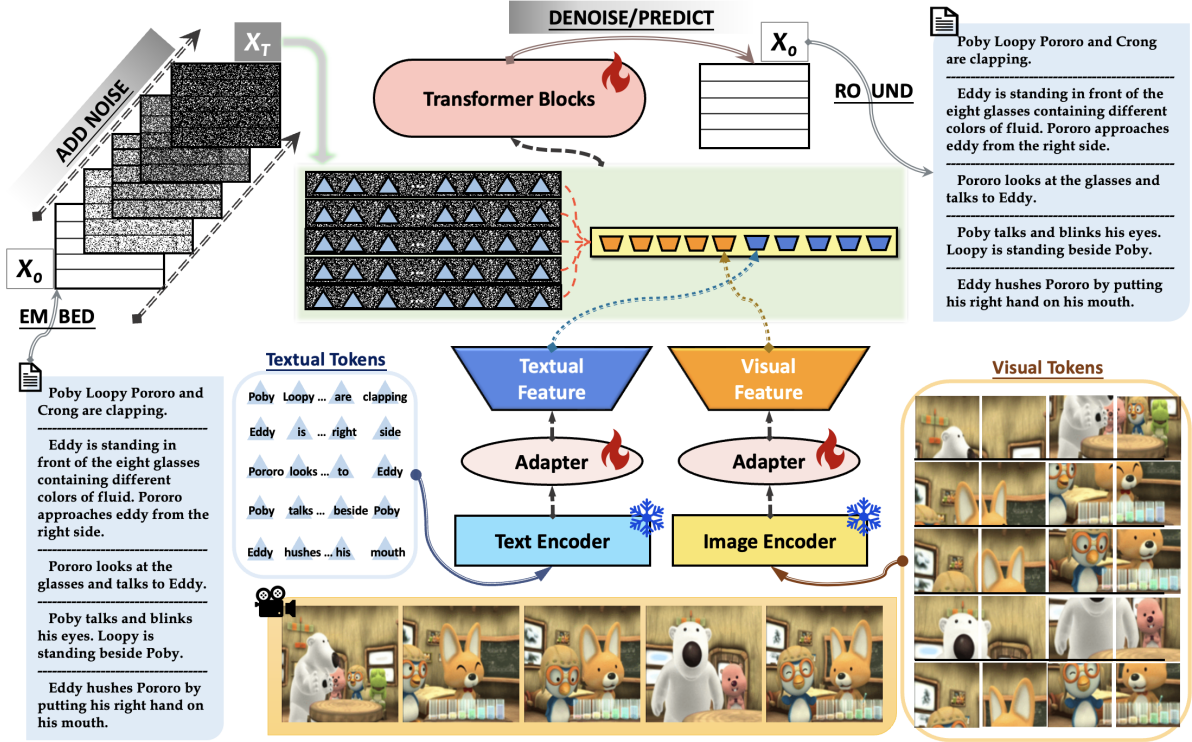 DENOISE/PREDICT
X_T
X_0
ADD NOISE
Transformer Blocks
RO UND
Poby Loopy Pororo and Crong
are clapping.
Eddy is standing in front of the
eight glasses containing different
colors of fluid. Pororo approaches
eddy from the right side.
Pororo looks at the glasses and
talks to Eddy.
Poby talks and blinks his eyes.
Loopy is standing beside Poby.
Eddy hushes Pororo by putting
his right hand on his mouth.
X_0
EM BED
Poby Loopy Pororo and
Crong are clapping.
Eddy is standing in
front of the eight glasses
containing different
colors of fluid. Pororo
approaches eddy from the
right side.
Pororo looks at the
glasses and talks to Eddy.
Poby talks and blinks
his eyes. Loopy is
standing beside Poby.
Eddy hushes Pororo by
putting his right hand on
his mouth.
Textual Tokens
Poby Loopy ... are clapping
Eddy is ... right side
Pororo looks ... to Eddy
Poby talks ... beside Poby
Eddy hushes ... his mouth
Textual
Feature
Adapter
Text Encoder
Visual
Feature
Adapter
Image Encoder
Visual Tokens